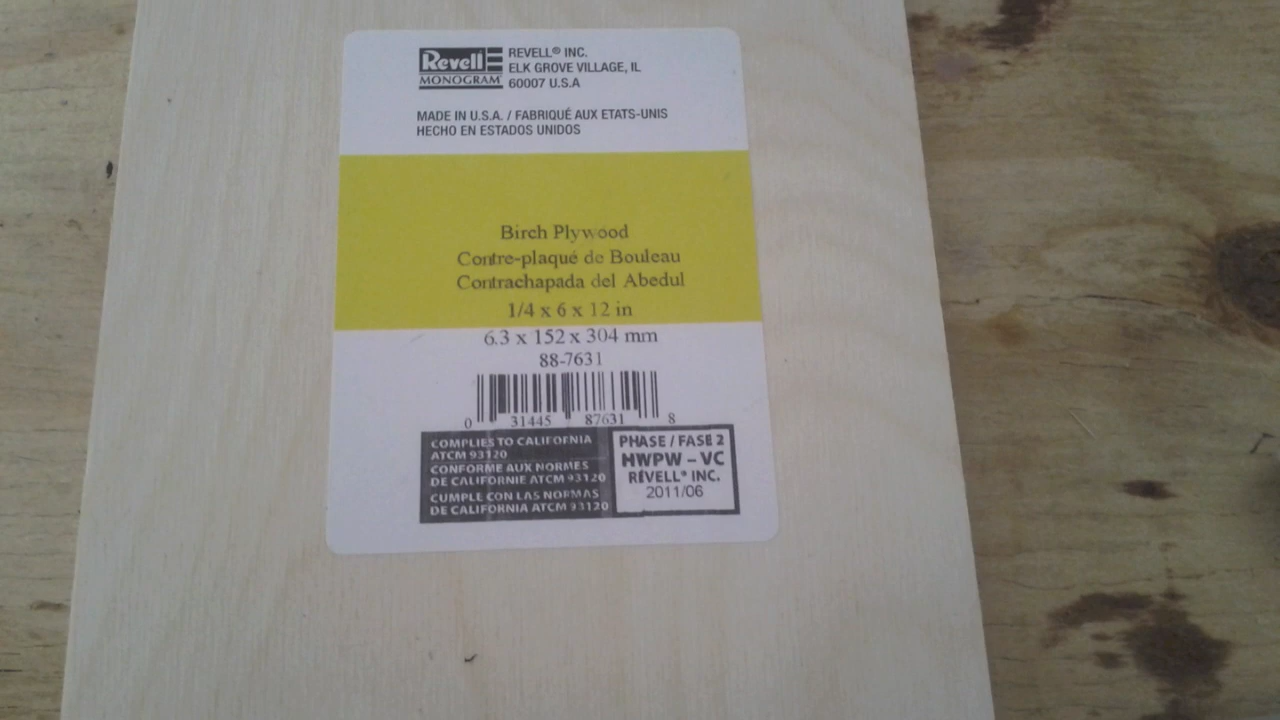 Revell
MONOGRAM™
REVELL® INC.
ELK GROVE VILLAGE, IL
60007 U.S.A
MADE IN U.S.A. / FABRIQUÉ AUX ETATS-UNIS
HECHO EN ESTADOS UNIDOS
Birch Plywood
Contre-plaqué de Bouleau
Contrachapada del Abedul
1/4 x 6 x 12 in
6.3 x 152 x 304 mm
88-7631
0 31445 87631 8
COMPLIES TO CALIFORNIA
ATCM 93120
CONFORME AUX NORMES
DE CALIFORNIE ATCM 93120
CUMPLE CON LAS NORMAS
DE CALIFORNIA ATCM 93120
PHASE / FASE 2
HWPW – VC
REVELL® INC.
2011/06